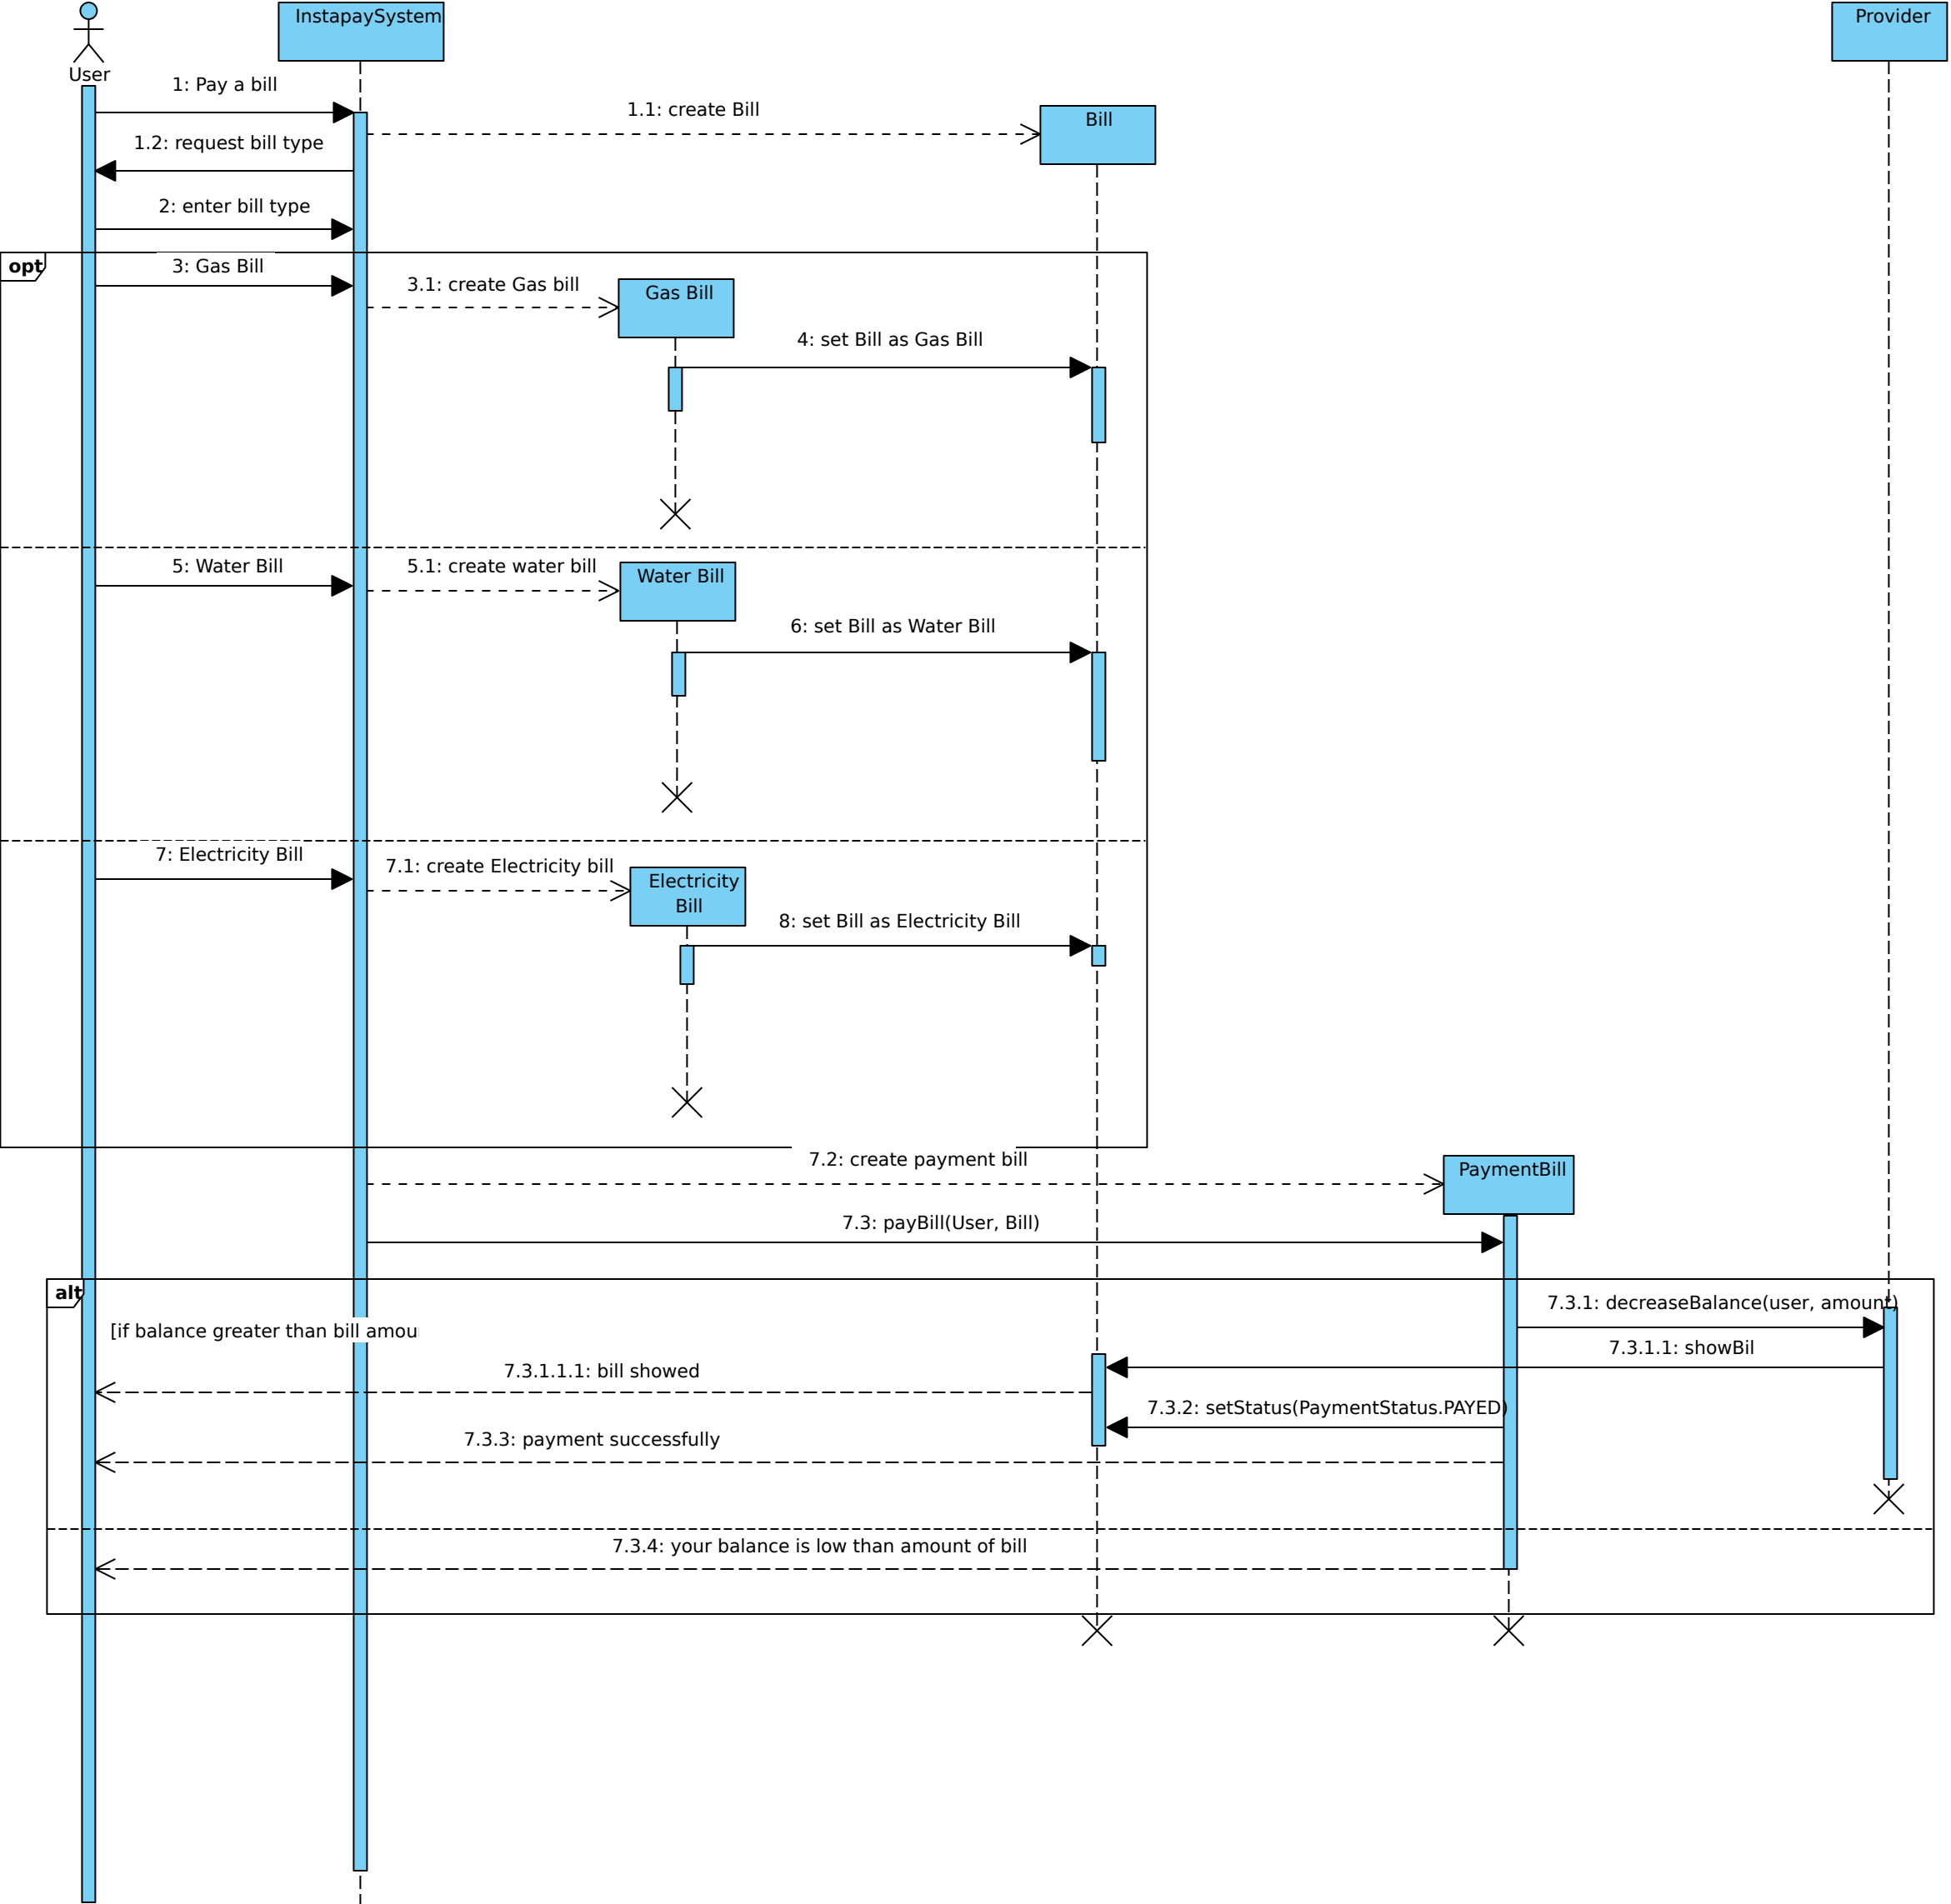 InstapaySystem
Provider
User
1: Pay a bill
1.1: create Bill
Bill
1.2: request bill type
2: enter bill type
opt
3: Gas Bill
3.1: create Gas bill
Gas Bill
4: set Bill as Gas Bill
5: Water Bill
5.1: create water bill
Water Bill
6: set Bill as Water Bill
7: Electricity Bill
7.1: create Electricity bill
Electricity
Bill
8: set Bill as Electricity Bill
7.2: create payment bill
PaymentBill
7.3: payBill(User, Bill)
alt
7.3.1: decreaseBalance(user, amount)
[if balance greater than bill amou
7.3.1.1: showBil
7.3.1.1.1: bill showed
7.3.2: setStatus(PaymentStatus.PAYED)
7.3.3: payment successfully
7.3.4: your balance is low than amount of bill